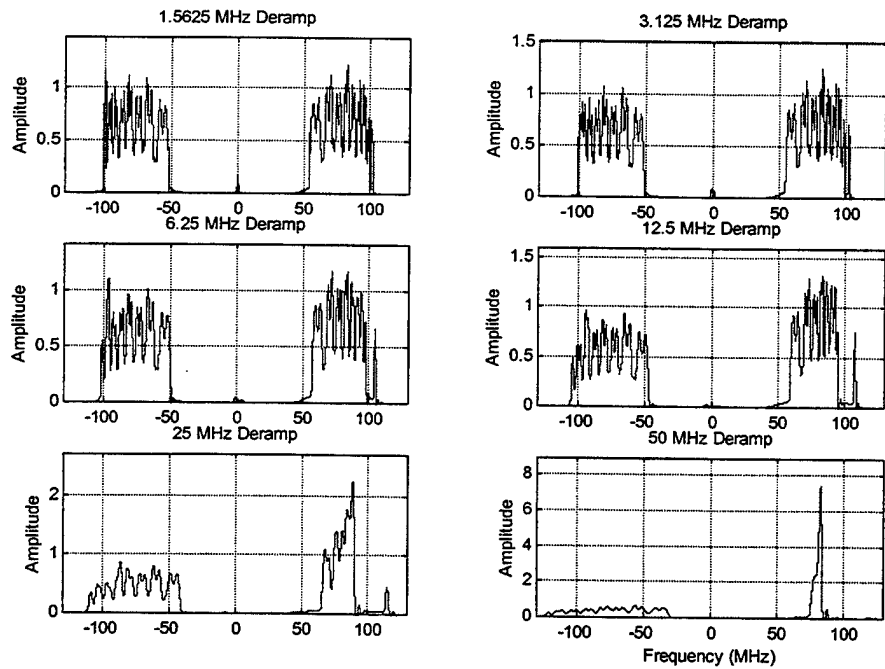 1.5625 MHz Deramp
Amplitude
1
0.5
0
-100 -50 0 50 100
3.125 MHz Deramp
Amplitude
1.5
1
0.5
0
-100 -50 0 50 100
6.25 MHz Deramp
Amplitude
1
0.5
0
-100 -50 0 50 100
12.5 MHz Deramp
Amplitude
1.5
1
0.5
0
-100 -50 0 50 100
25 MHz Deramp
Amplitude
2
1
0
-100 -50 0 50 100
50 MHz Deramp
Amplitude
8
6
4
2
0
-100 -50 0 50 100
Frequency (MHz)